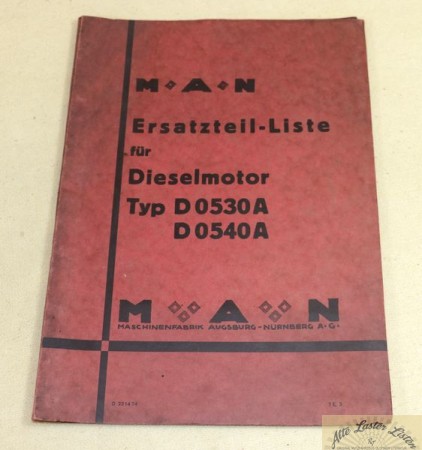 M·A·N
Ersatzteil-Liste
für
Dieselmotor
Typ D 0530 A
D 0540 A
M A N
MASCHINENFABRIK AUGSBURG-NÜRNBERG A·G·
Alte Laster Listen